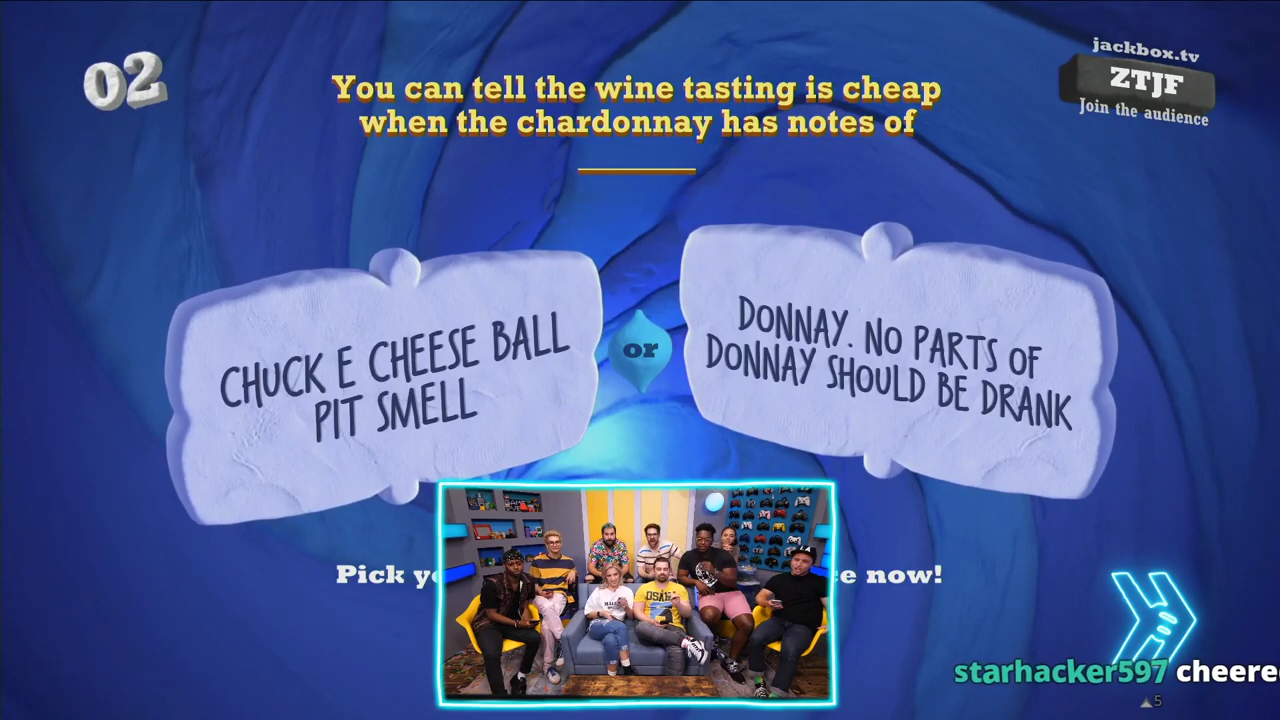 02
You can tell the wine tasting is cheap
when the chardonnay has notes of
jackbox.tv
ZTJF
Join the audience
CHUCK E CHEESE BALL
PIT SMELL
or
DONNAY. NO PARTS OF
DONNAY SHOULD BE DRANK
Pick
now!
OSAKA
starhacker597 cheere
5